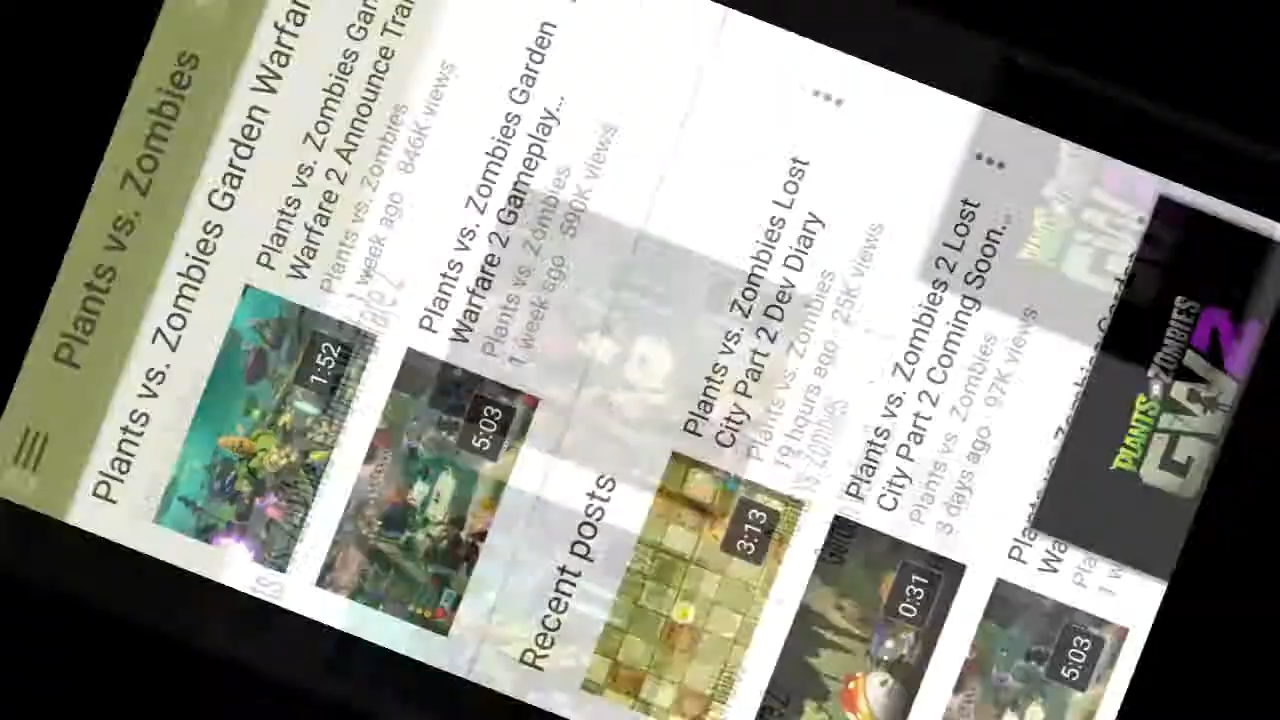 Plants vs. Zombies
Plants vs. Zombies Garden Warfar
Plants vs. Zombies Gar
Warfare 2 Announce Trai
Plants vs. Zombies
1 week ago · 846K views
1:52
Plants vs. Zombies Garden
Warfare 2 Gameplay...
Plants vs. Zombies
1 week ago · 590K views
5:03
Recent posts
Plants vs. Zombies Lost
City Part 2 Dev Diary
Plants vs. Zombies
19 hours ago · 25K views
3:13
Plants vs. Zombies 2 Lost
City Part 2 Coming Soon...
Plants vs. Zombies
3 days ago · 97K views
0:31
5:03
PLANTS vs. ZOMBIES
GW2